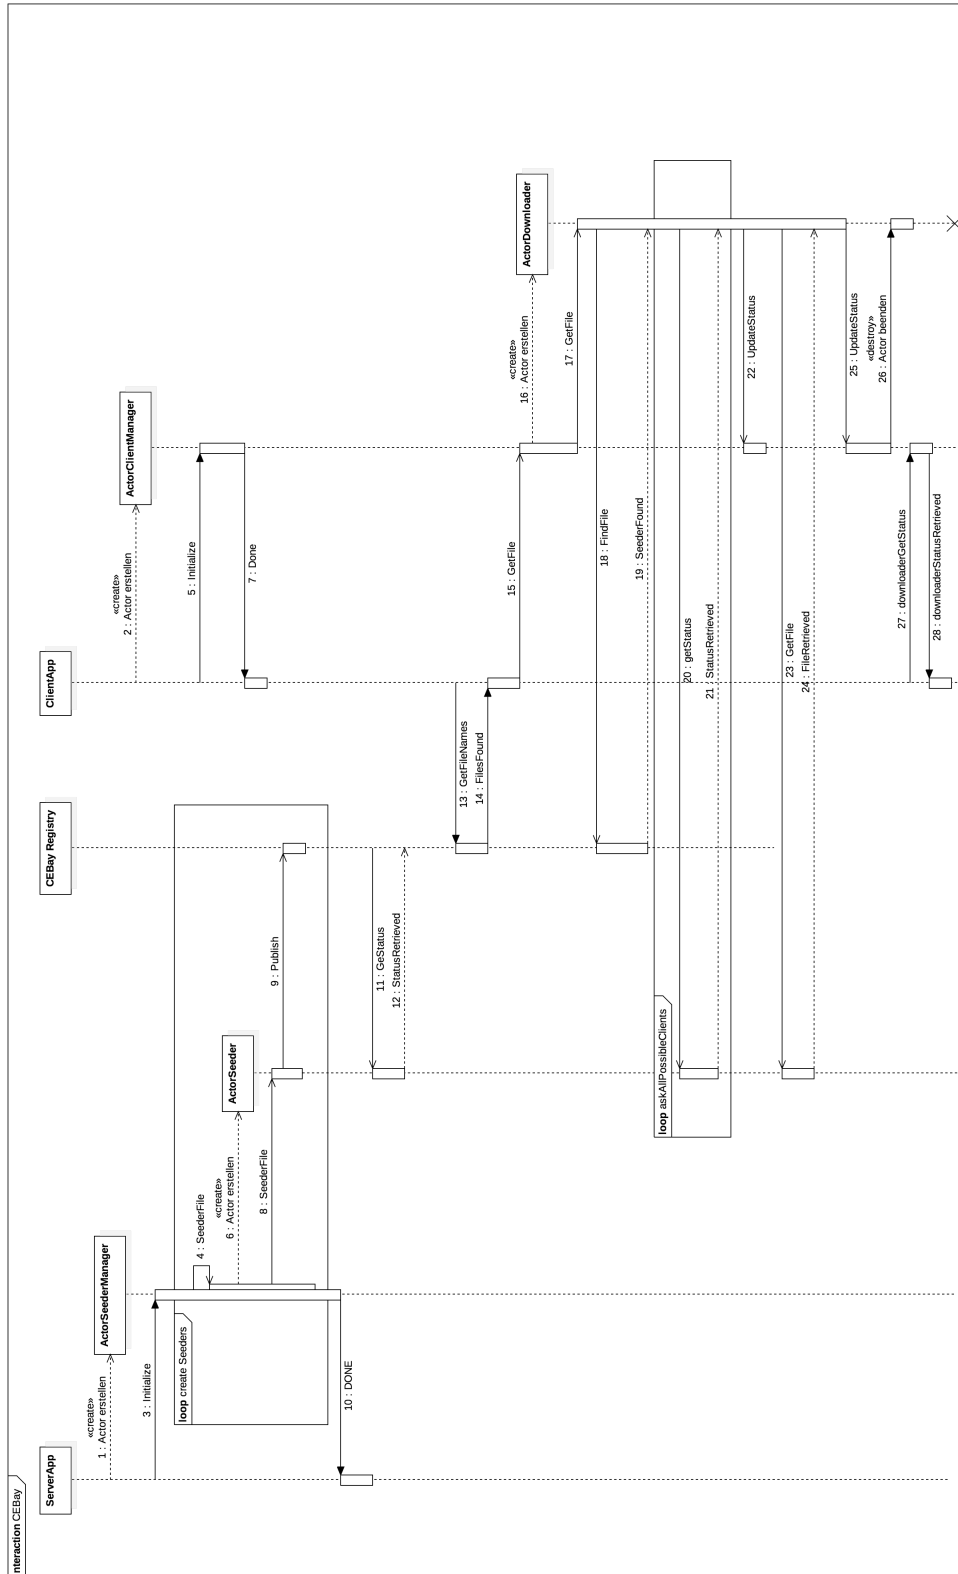 nteraction CEBay
ServerApp
ActorSeederManager
ActorSeeder
CEBay Registry
ClientApp
ActorClientManager
ActorDownloader
«create»
1 : Actor erstellen
«create»
2 : Actor erstellen
3 : Initialize
loop create Seeders
4 : SeederFile
5 : Initialize
«create»
6 : Actor erstellen
7 : Done
8 : SeederFile
9 : Publish
10 : DONE
11 : GeStatus
12 : StatusRetrieved
13 : GetFileNames
14 : FilesFound
15 : GetFile
«create»
16 : Actor erstellen
17 : GetFile
18 : FindFile
19 : SeederFound
loop askAllPossibleClients
20 : getStatus
21 : StatusRetrieved
22 : UpdateStatus
23 : GetFile
24 : FileRetrieved
25 : UpdateStatus
«destroy»
26 : Actor beenden
27 : downloaderGetStatus
28 : downloaderStatusRetrieved